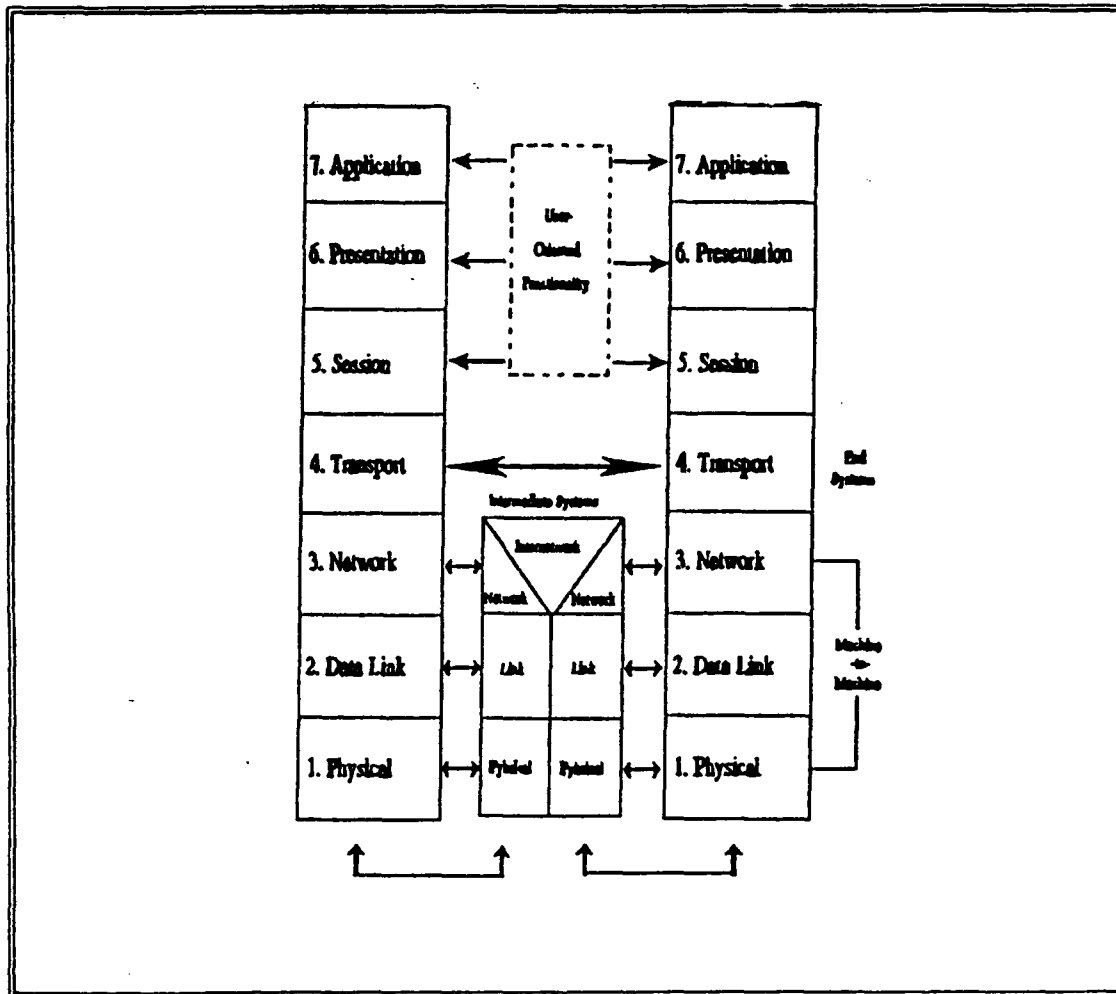 7. Application
6. Presentation
5. Session
4. Transport
3. Network
2. Data Link
1. Physical
User-
Oriented
Functionality
Intermediate Systems
Internetwork
Network
Network
Link
Link
Pyhsical
Pyhsical
7. Application
6. Presentation
5. Session
4. Transport
3. Network
2. Data Link
1. Physical
End
Systems
Machine
to
Machine